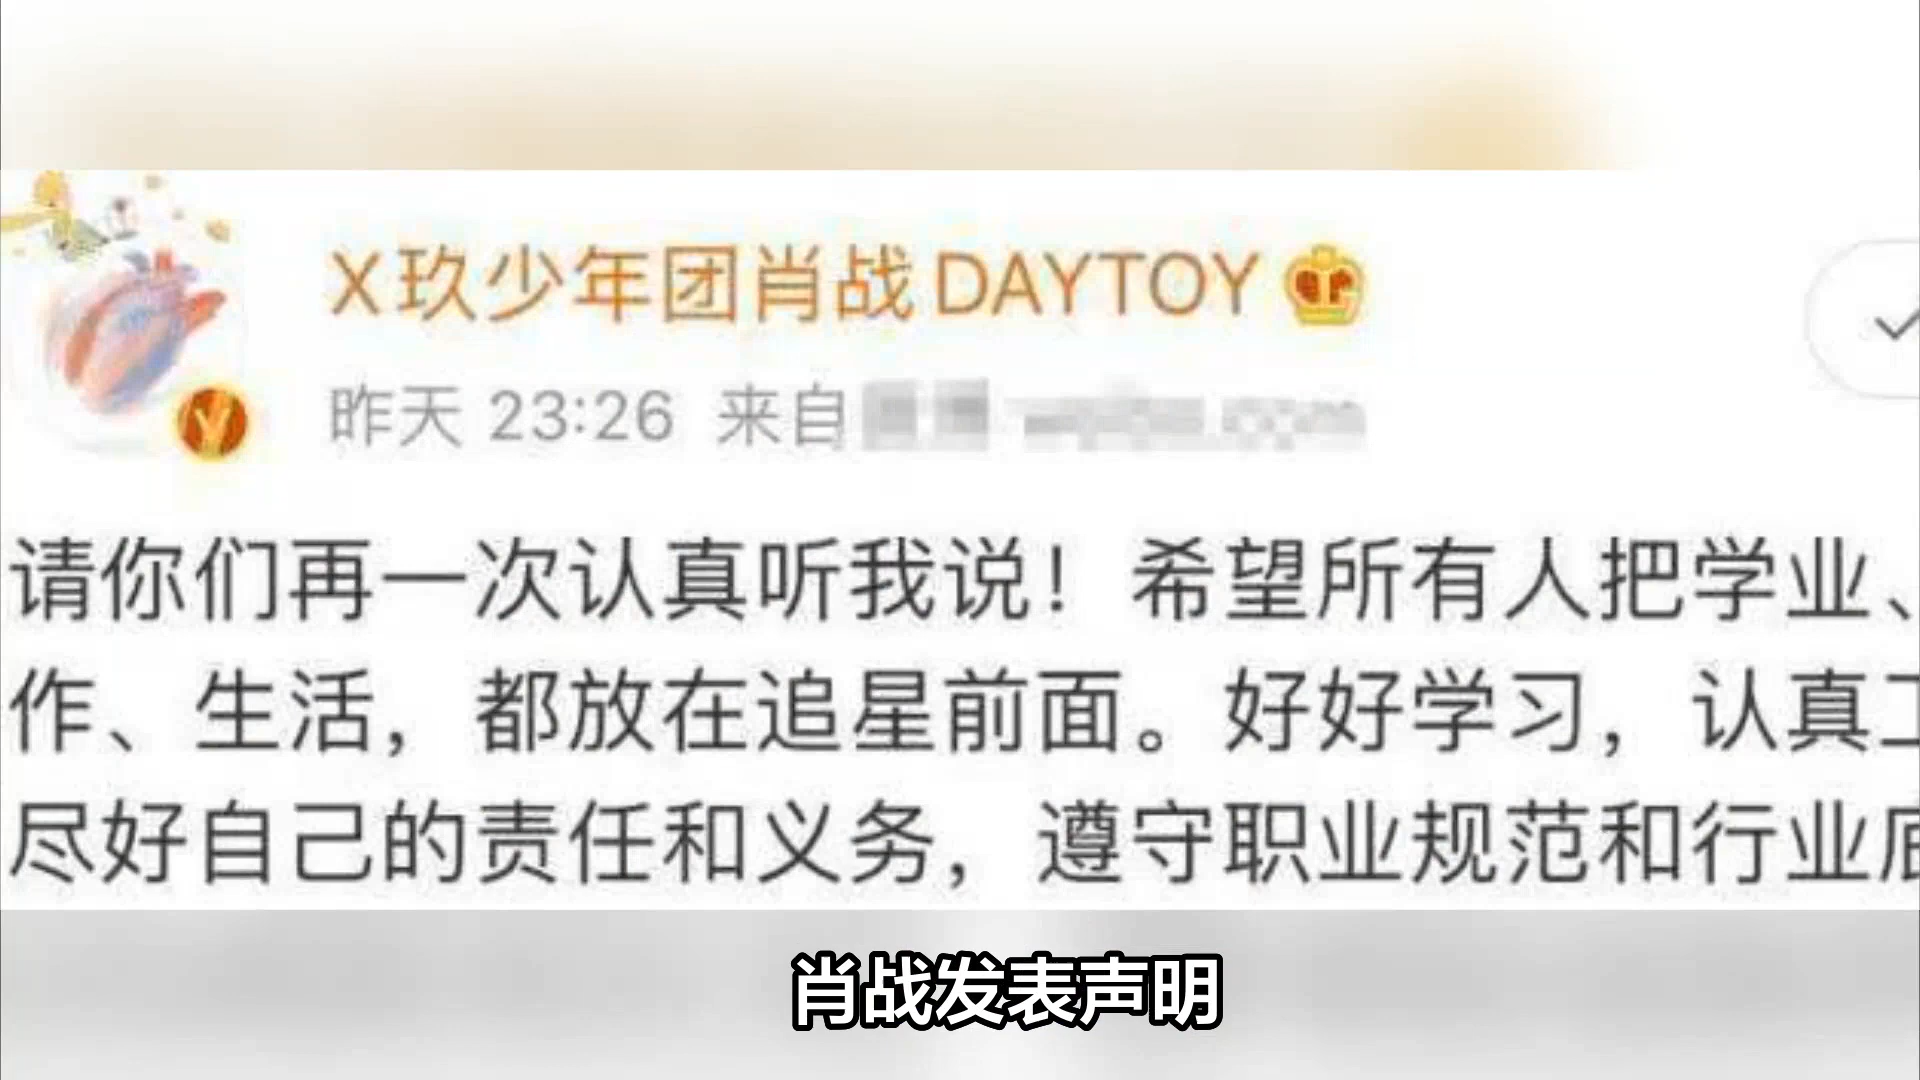 X玖少年团肖战DAYTOY
昨天 23:26 来自
请你们再一次认真听我说！希望所有人把学业、
作、生活，都放在追星前面。好好学习，认真工
尽好自己的责任和义务，遵守职业规范和行业底
肖战发表声明